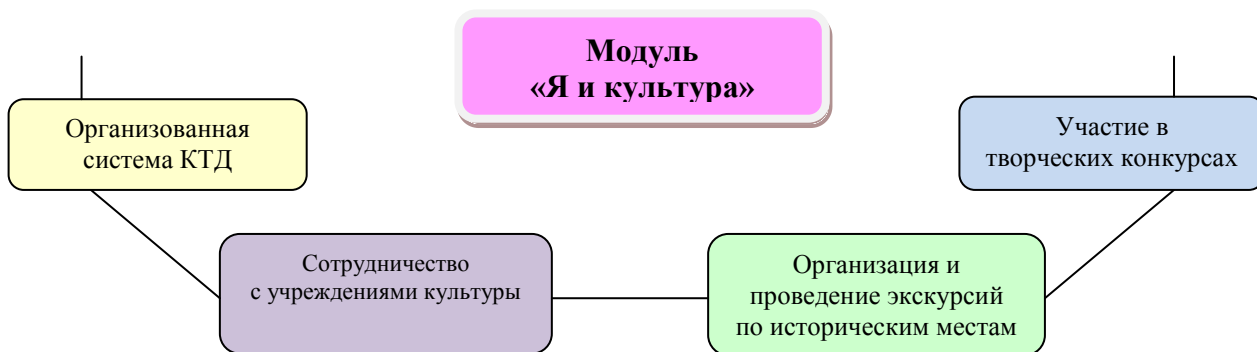 Модуль
«Я и культура»
Организованная
система КТД
Участие в
творческих конкурсах
Сотрудничество
с учреждениями культуры
Организация и
проведение экскурсий
по историческим местам